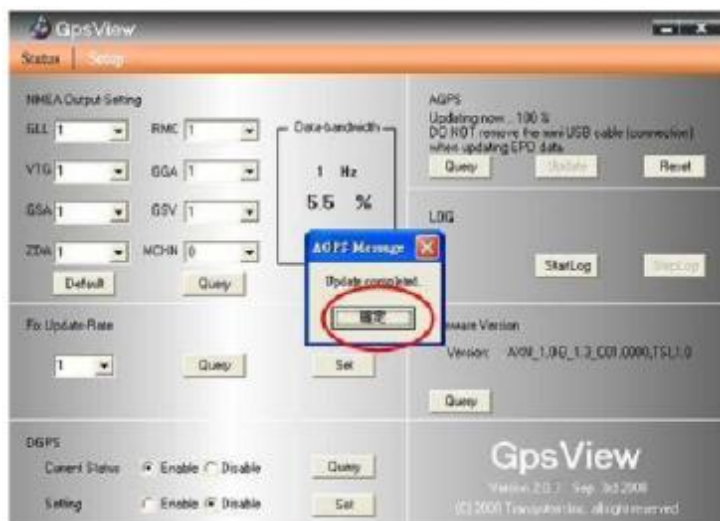 GpsView
Status | Setup
NMEA Output Setting
GLL 1
RMC 1
VTG 1
GGA 1
GSA 1
GSV 1
ZDA 1
MCHN 0
Default
Query
Data-bandwidth
1 Hz
5.5 %
AGPS
Updating now... 100 %
DO NOT remove the mini USB cable (connection)
when updating EPO data
Query
Update
Reset
LOG
StartLog
StopLog
AGPS Message
Update completed...
確定
Fix Update-Rate
1
Query
Set
Version
Version:
Query
DGPS
Current Status
Enable
Disable
Query
Setting
Enable
Disable
Set
GpsView